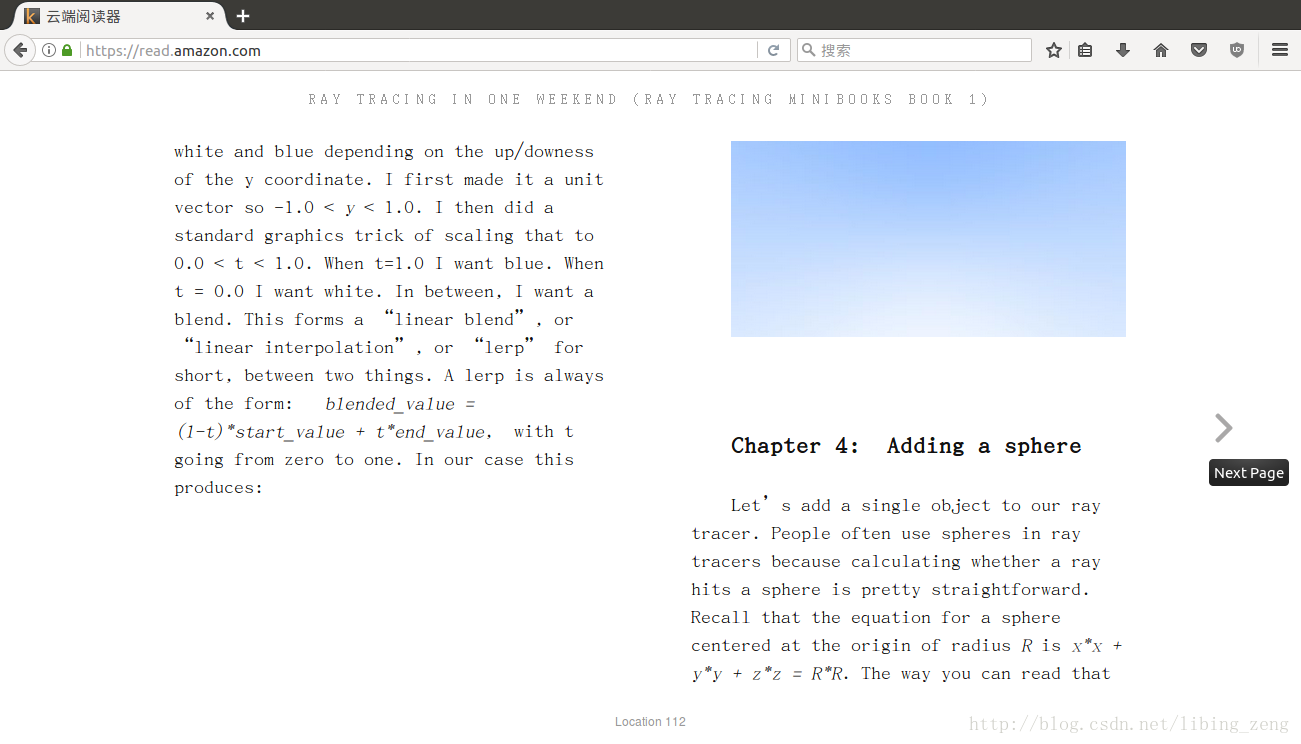 云端阅读器
https://read.amazon.com
搜索
RAY TRACING IN ONE WEEKEND (RAY TRACING MINIBOOKS BOOK 1)
white and blue depending on the up/downess
of the y coordinate. I first made it a unit
vector so -1.0 < y < 1.0. I then did a
standard graphics trick of scaling that to
0.0 < t < 1.0. When t=1.0 I want blue. When
t = 0.0 I want white. In between, I want a
blend. This forms a “linear blend”, or
“linear interpolation”, or “lerp” for
short, between two things. A lerp is always
of the form: blended_value =
(1-t)*start_value + t*end_value, with t
going from zero to one. In our case this
produces:
Chapter 4: Adding a sphere
Let’s add a single object to our ray
tracer. People often use spheres in ray
tracers because calculating whether a ray
hits a sphere is pretty straightforward.
Recall that the equation for a sphere
centered at the origin of radius R is x*x +
y*y + z*z = R*R. The way you can read that
Next Page
Location 112
http://blog.csdn.net/libing_zeng